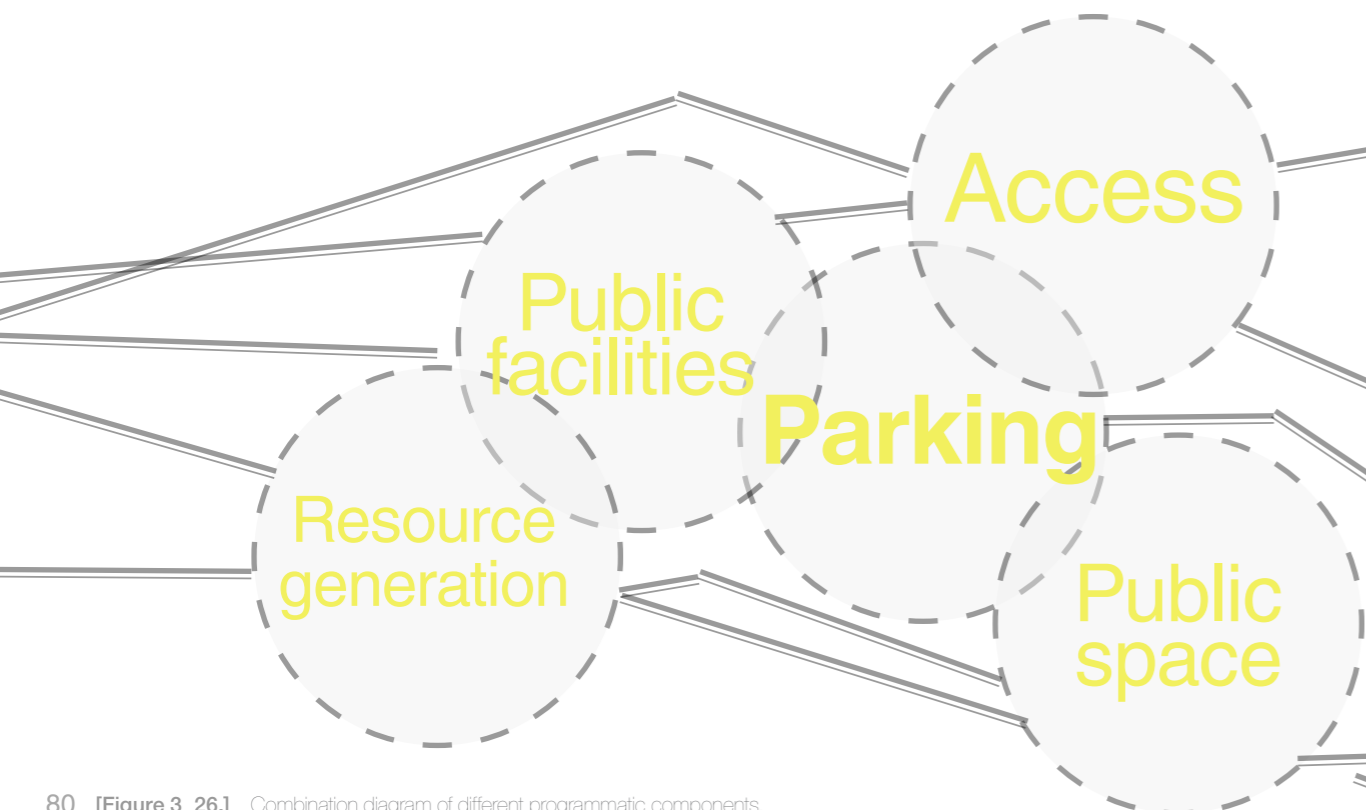 Access
Public
facilities
Parking
Resource
generation
Public
space
80 [Figure 3_26.] Combination diagram of different programmatic components